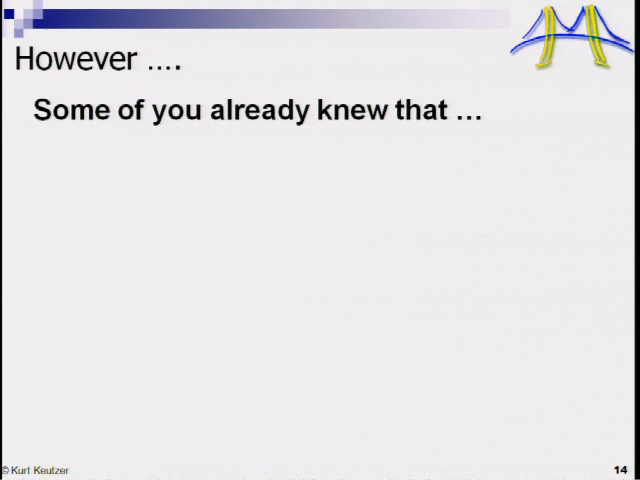 However ....
Some of you already knew that …
© Kurt Keutzer
14